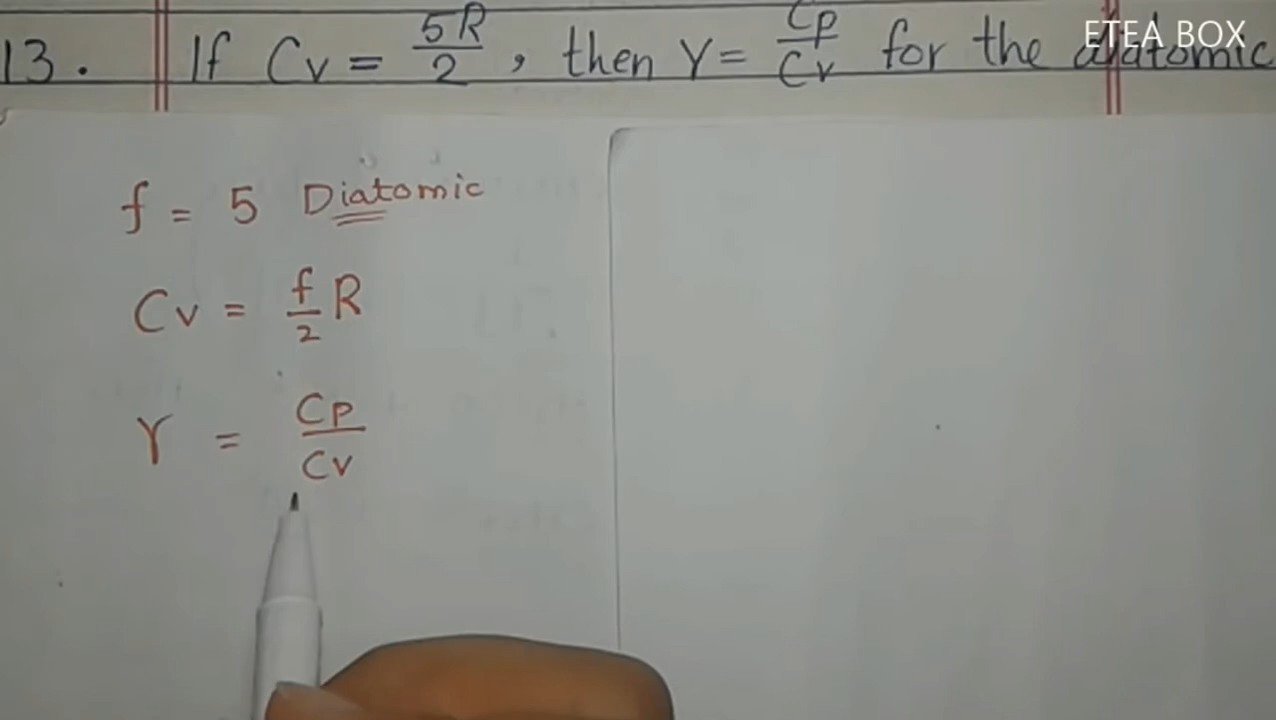 ETEA BOX
13. If Cv = 5R/2, then γ = Cp/Cv for the diatomic
f = 5 Diatomic
Cv = f/2 R
γ = Cp/Cv